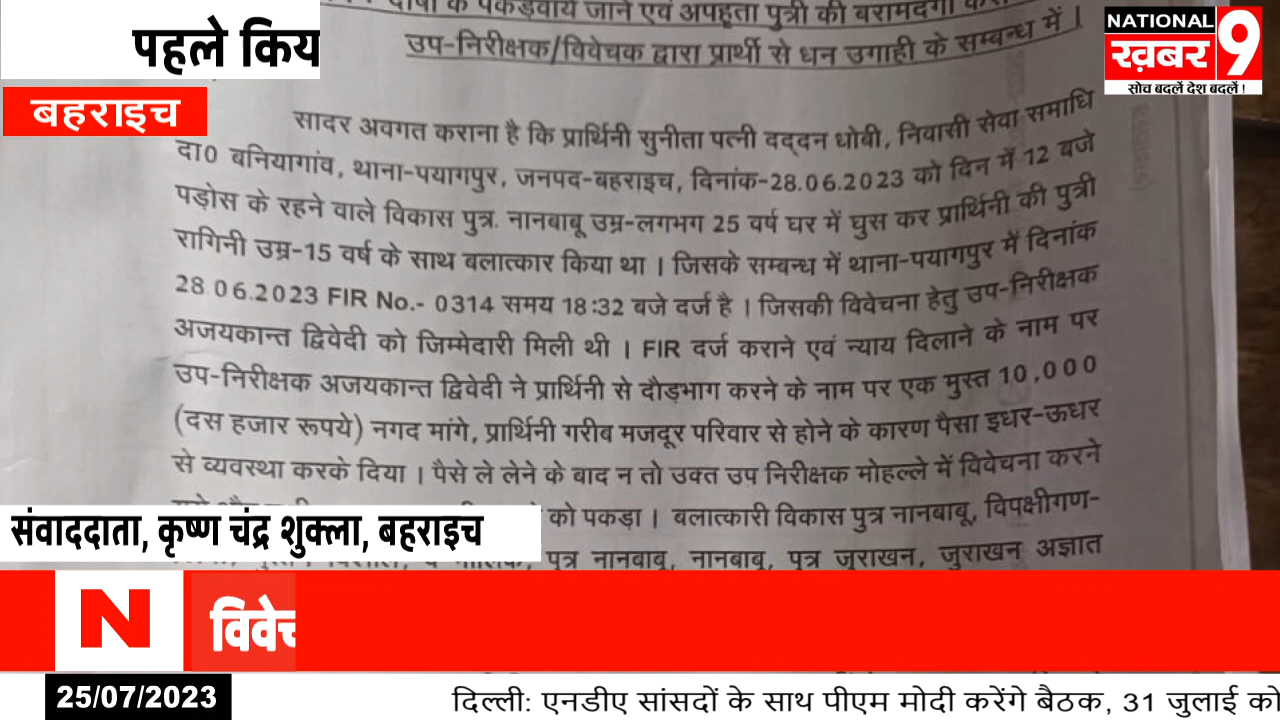 दोषी के पकड़वाये जाने एवं अपहृता पुत्री की बरामदगी
उप-निरीक्षक/विवेचक द्वारा प्रार्थी से धन उगाही के सम्बन्ध में ।
पहले किय
NATIONAL
ख़बर 9
सोच बदलें देश बदलें !
बहराइच
सादर अवगत कराना है कि प्रार्थिनी सुनीता पत्नी दद्दन धोबी, निवासी सेवा समाधि
दा0 बनियागांव, थाना-पयागपुर, जनपद-बहराइच, दिनांक-28.06.2023 को दिन में 12 बजे
पड़ोस के रहने वाले विकास पुत्र. नानबाबू उम्र-लगभग 25 वर्ष घर में घुस कर प्रार्थिनी की पुत्री
रागिनी उम्र-15 वर्ष के साथ बलात्कार किया था । जिसके सम्बन्ध में थाना-पयागपुर में दिनांक
28 06.2023 FIR No.- 0314 समय 18:32 बजे दर्ज है । जिसकी विवेचना हेतु उप-निरीक्षक
अजयकान्त द्विवेदी को जिम्मेदारी मिली थी । FIR दर्ज कराने एवं न्याय दिलाने के नाम पर
उप-निरीक्षक अजयकान्त द्विवेदी ने प्रार्थिनी से दौड़भाग करने के नाम पर एक मुस्त 10,000
(दस हजार रूपये) नगद मांगे, प्रार्थिनी गरीब मजदूर परिवार से होने के कारण पैसा इधर-ऊधर
से व्यवस्था करके दिया । पैसे ले लेने के बाद न तो उक्त उप निरीक्षक मोहल्ले में विवेचना करने
को पकड़ा । बलात्कारी विकास पुत्र नानबाबू, विपक्षीगण-
संवाददाता, कृष्ण चंद्र शुक्ला, बहराइच
पुत्र नानबाबू, नानबाबू, पुत्र जुराखन, जुराखन अज्ञात
N विवेच
25/07/2023
दिल्ली: एनडीए सांसदों के साथ पीएम मोदी करेंगे बैठक, 31 जुलाई को